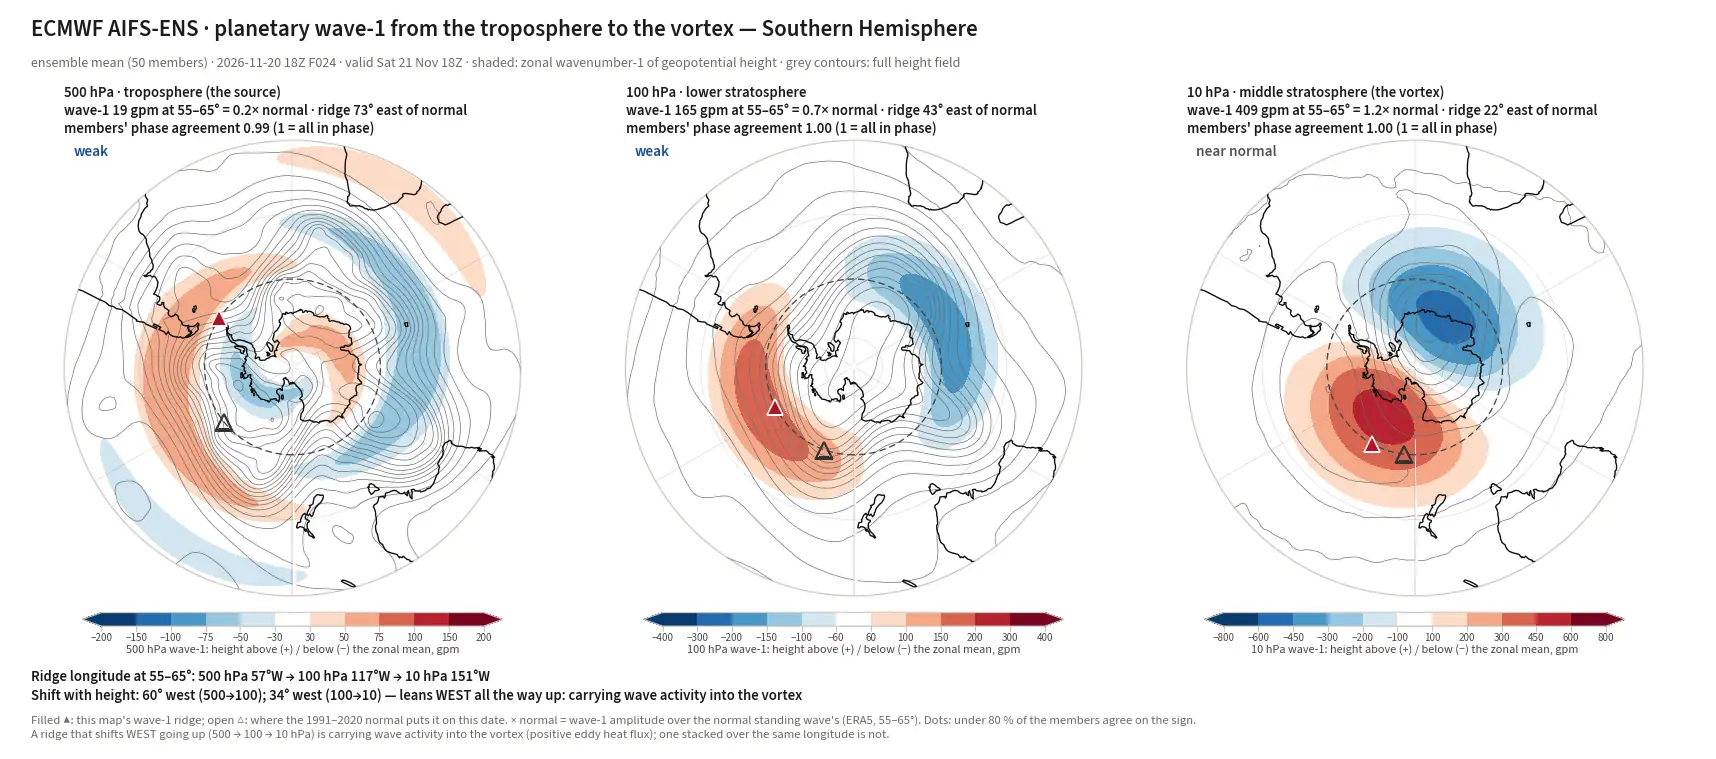 ECMWF AIFS-ENS · planetary wave-1 from the troposphere to the vortex — Southern Hemisphere
ensemble mean (50 members) · 2026-11-20 18Z F024 · valid Sat 21 Nov 18Z · shaded: zonal wavenumber-1 of geopotential height · grey contours: full height field
500 hPa · troposphere (the source)
wave-1 19 gpm at 55–65° = 0.2× normal · ridge 73° east of normal
members' phase agreement 0.99 (1 = all in phase)
weak
100 hPa · lower stratosphere
wave-1 165 gpm at 55–65° = 0.7× normal · ridge 43° east of normal
members' phase agreement 1.00 (1 = all in phase)
weak
10 hPa · middle stratosphere (the vortex)
wave-1 409 gpm at 55–65° = 1.2× normal · ridge 22° east of normal
members' phase agreement 1.00 (1 = all in phase)
near normal
−200 −150 −100 −75 −50 −30 30 50 75 100 150 200
500 hPa wave-1: height above (+) / below (−) the zonal mean, gpm
−400 −300 −200 −150 −100 −60 60 100 150 200 300 400
100 hPa wave-1: height above (+) / below (−) the zonal mean, gpm
−800 −600 −450 −300 −200 −100 100 200 300 450 600 800
10 hPa wave-1: height above (+) / below (−) the zonal mean, gpm
Ridge longitude at 55–65°: 500 hPa 57°W → 100 hPa 117°W → 10 hPa 151°W
Shift with height: 60° west (500→100); 34° west (100→10) — leans WEST all the way up: carrying wave activity into the vortex
Filled ▲: this map's wave-1 ridge; open △: where the 1991–2020 normal puts it on this date. × normal = wave-1 amplitude over the normal standing wave's (ERA5, 55–65°). Dots: under 80 % of the members agree on the sign.
A ridge that shifts WEST going up (500 → 100 → 10 hPa) is carrying wave activity into the vortex (positive eddy heat flux); one stacked over the same longitude is not.